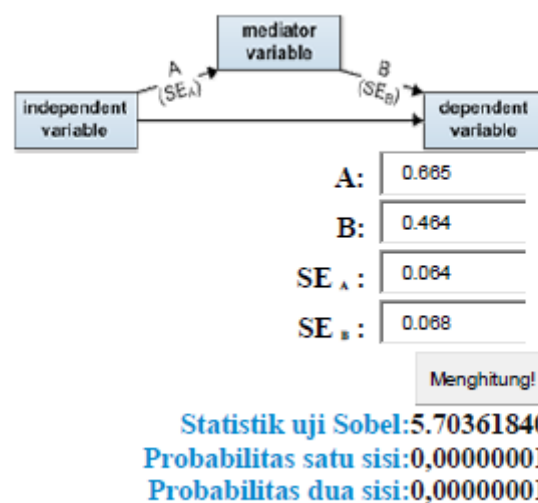 mediator
variable
A
(SEA)
B
(SEB)
independent
variable
dependent
variable
A: 0.665
B: 0.464
SE A : 0.064
SE B : 0.068
Menghitung!
Statistik uji Sobel:5.70361840
Probabilitas satu sisi:0,0000000
Probabilitas dua sisi:0,0000000